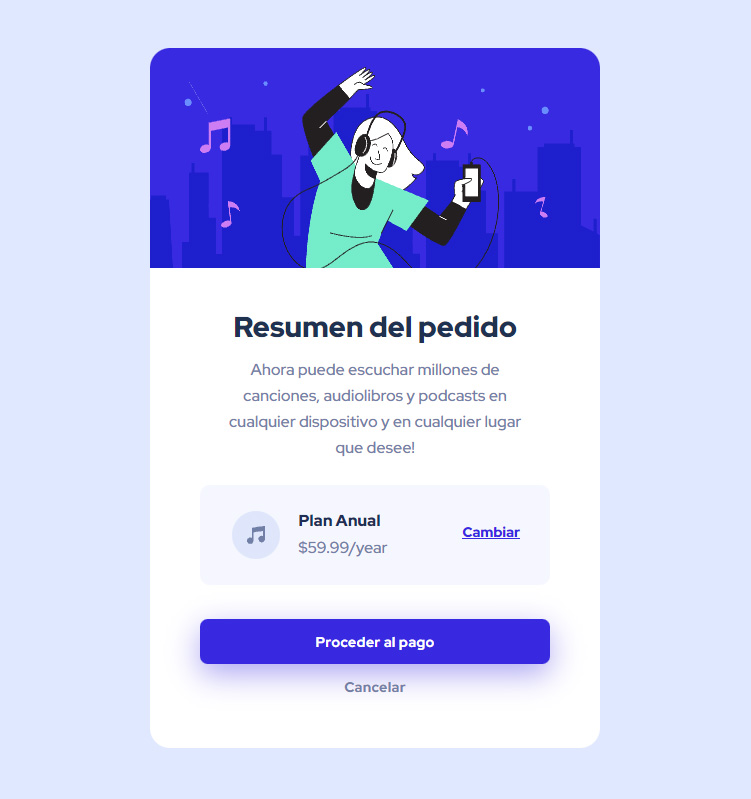 Resumen del pedido
Ahora puede escuchar millones de
canciones, audiolibros y podcasts en
cualquier dispositivo y en cualquier lugar
que desee!
Plan Anual
$59.99/year
Cambiar
Proceder al pago
Cancelar